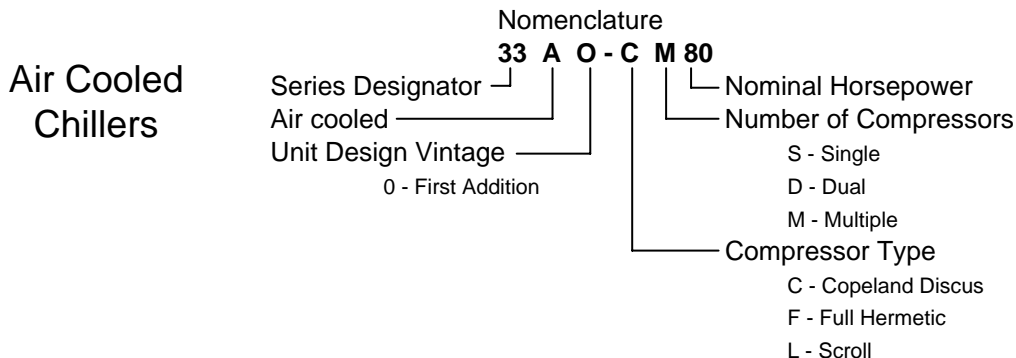 Nomenclature
33 A O - C M 80
Air Cooled
Chillers
Series Designator
Air cooled
Unit Design Vintage
0 - First Addition
Nominal Horsepower
Number of Compressors
S - Single
D - Dual
M - Multiple
Compressor Type
C - Copeland Discus
F - Full Hermetic
L - Scroll